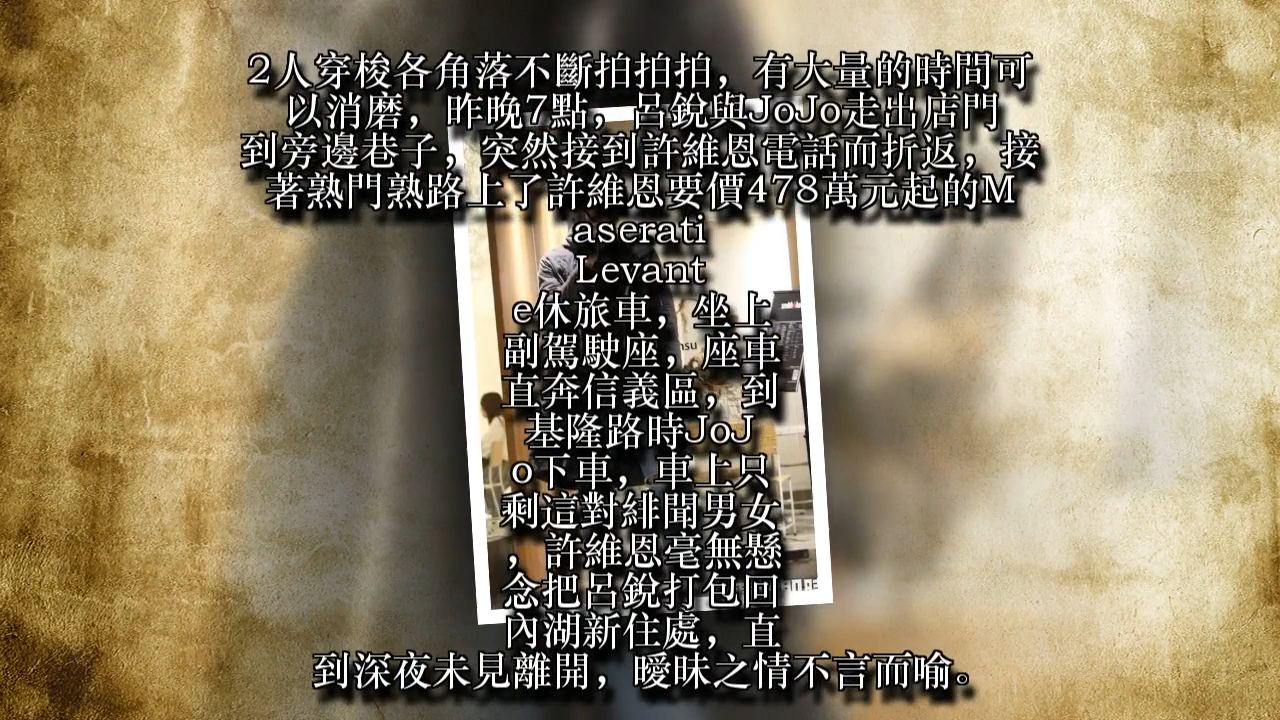 2人穿梭各角落不斷拍拍拍，有大量的時間可
以消磨，昨晚7點，呂銳與JoJo走出店門
到旁邊巷子，突然接到許維恩電話而折返，接
著熟門熟路上了許維恩要價478萬元起的M
aserati
Levant
e休旅車，坐上
副駕駛座，座車
直奔信義區，到
基隆路時JoJ
o下車，車上只
剩這對緋聞男女
，許維恩毫無懸
念把呂銳打包回
內湖新住處，直
到深夜未見離開，曖昧之情不言而喻。